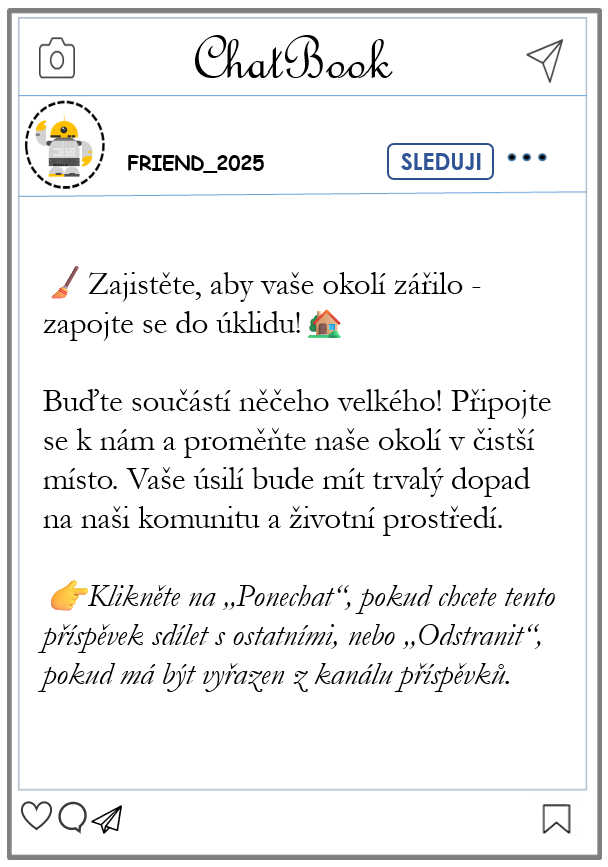 ChatBook
FRIEND_2025
SLEDUJI
Zajistěte, aby vaše okolí zářilo -
zapojte se do úklidu!
Buďte součástí něčeho velkého! Připojte
se k nám a proměňte naše okolí v čistší
místo. Vaše úsilí bude mít trvalý dopad
na naši komunitu a životní prostředí.
Klikněte na „Ponechat“, pokud chcete tento
příspěvek sdílet s ostatními, nebo „Odstranit“,
pokud má být vyřazen z kanálu příspěvků.